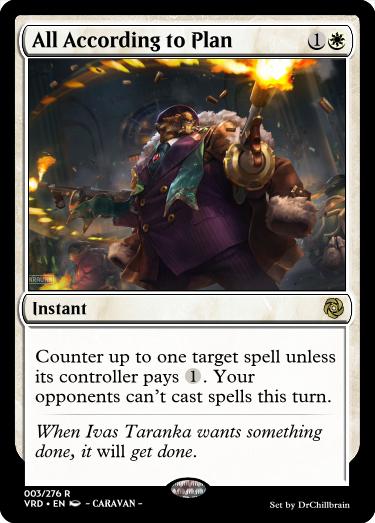 All According to Plan 1
Instant
Counter up to one target spell unless
its controller pays 1. Your
opponents can't cast spells this turn.
When Ivas Taranka wants something
done, it will get done.
003/276 R
VRD • EN – CARAVAN –
Set by DrChillbrain